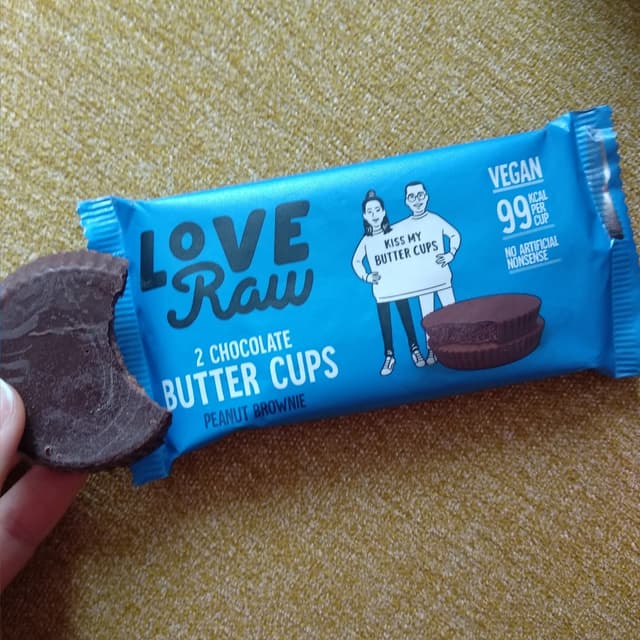 LOVE
Raw
2 CHOCOLATE
BUTTER CUPS
PEANUT BROWNIE
KISS MY
BUTTER CUPS
VEGAN
99 KCAL
PER
CUP
NO ARTIFICIAL
NONSENSE